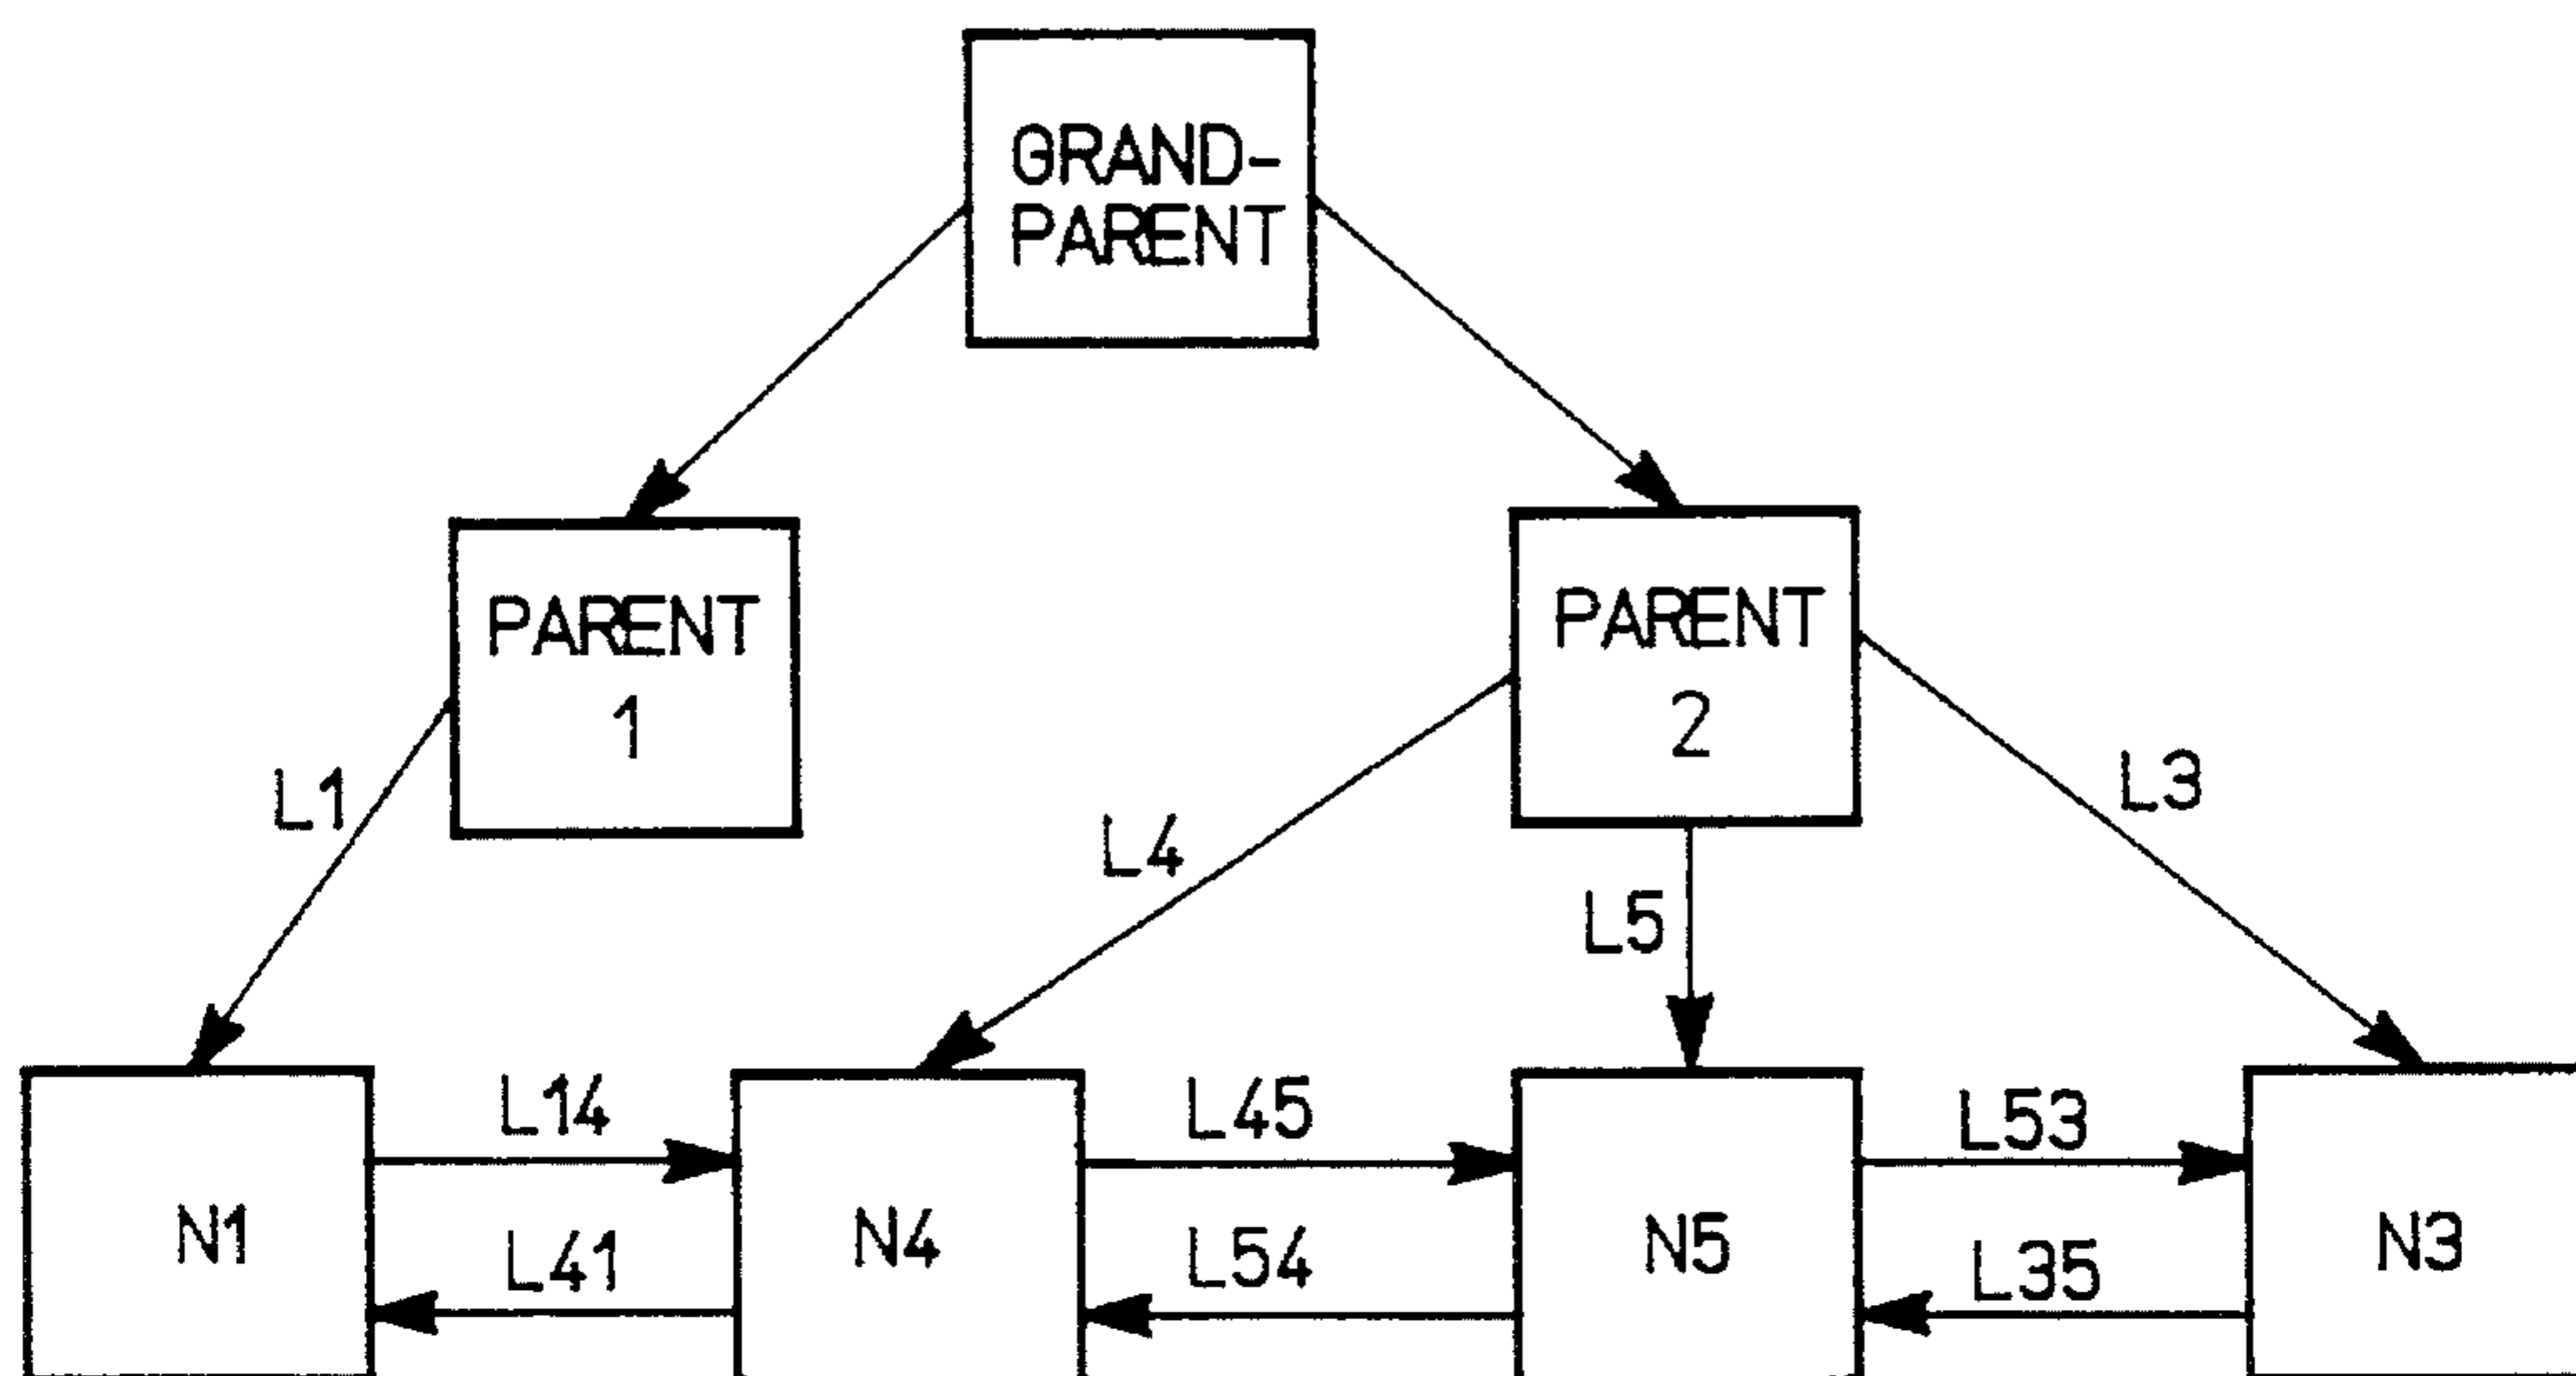 GRAND-
PARENT
PARENT
1
PARENT
2
L1
L4
L5
L3
L14
L45
L53
N1
N4
N5
N3
L41
L54
L35